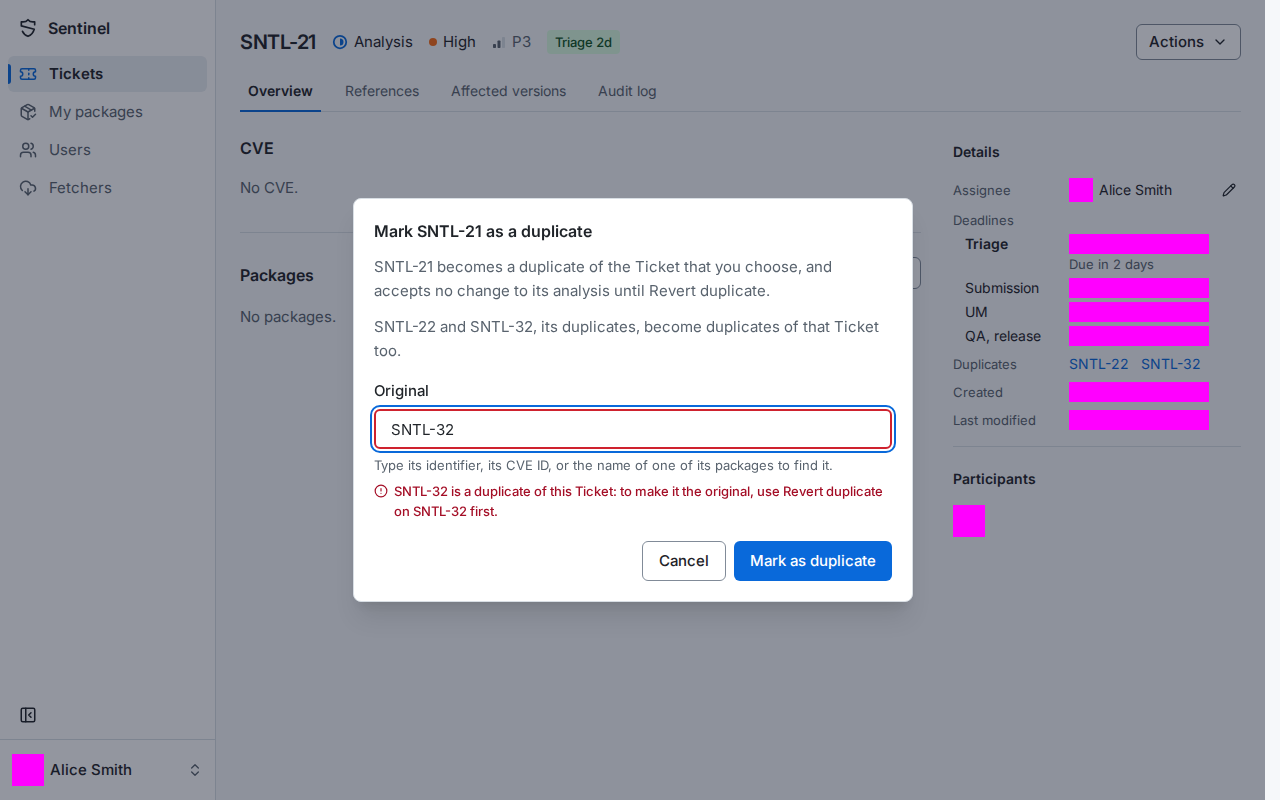 Sentinel
Tickets
My packages
Users
Fetchers
Alice Smith
SNTL-21
Analysis
High
P3
Triage 2d
Actions
Overview
References
Affected versions
Audit log
CVE
No CVE.
Packages
No packages.
Mark SNTL-21 as a duplicate
SNTL-21 becomes a duplicate of the Ticket that you choose, and
accepts no change to its analysis until Revert duplicate.
SNTL-22 and SNTL-32, its duplicates, become duplicates of that Ticket
too.
Original
SNTL-32
Type its identifier, its CVE ID, or the name of one of its packages to find it.
SNTL-32 is a duplicate of this Ticket: to make it the original, use Revert duplicate
on SNTL-32 first.
Cancel
Mark as duplicate
Details
Assignee
Alice Smith
Deadlines
Triage
Due in 2 days
Submission
UM
QA, release
Duplicates
SNTL-22 SNTL-32
Created
Last modified
Participants